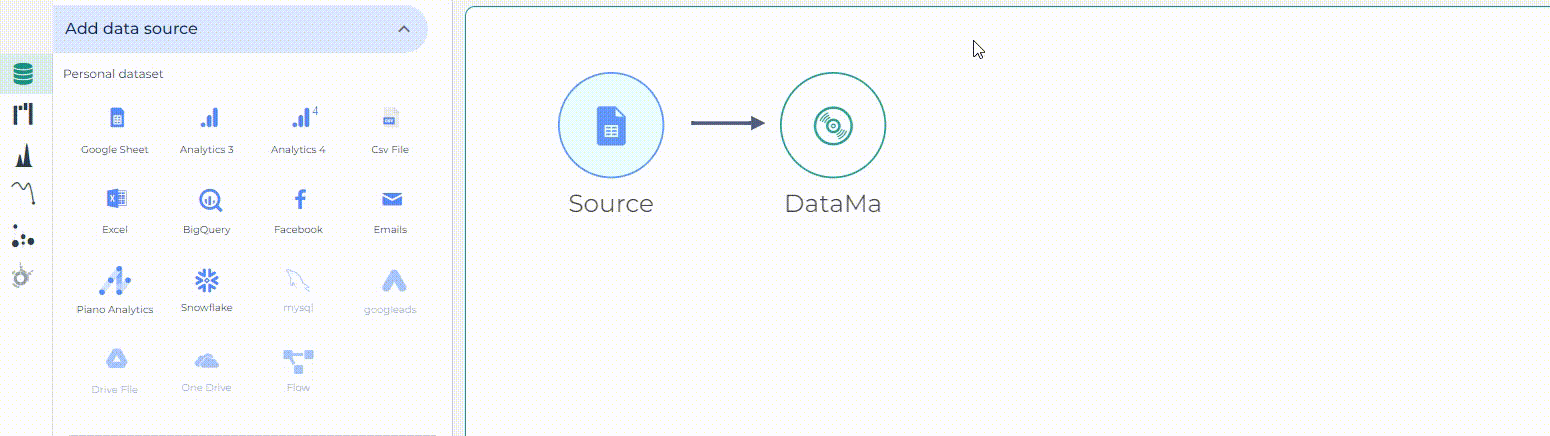 Add data source
Personal dataset
4
Google Sheet Analytics 3 Analytics 4 Csv File
Excel BigQuery Facebook Emails
Piano Analytics Snowflake mysql googleads
Drive File One Drive Flow
Source DataMa